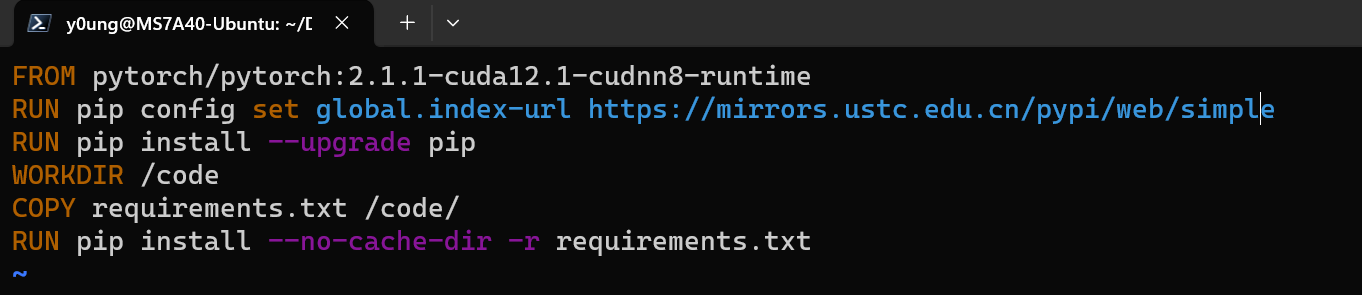 y0ung@MS7A40-Ubuntu: ~/D
FROM pytorch/pytorch:2.1.1-cuda12.1-cudnn8-runtime
RUN pip config set global.index-url https://mirrors.ustc.edu.cn/pypi/web/simple
RUN pip install --upgrade pip
WORKDIR /code
COPY requirements.txt /code/
RUN pip install --no-cache-dir -r requirements.txt
~